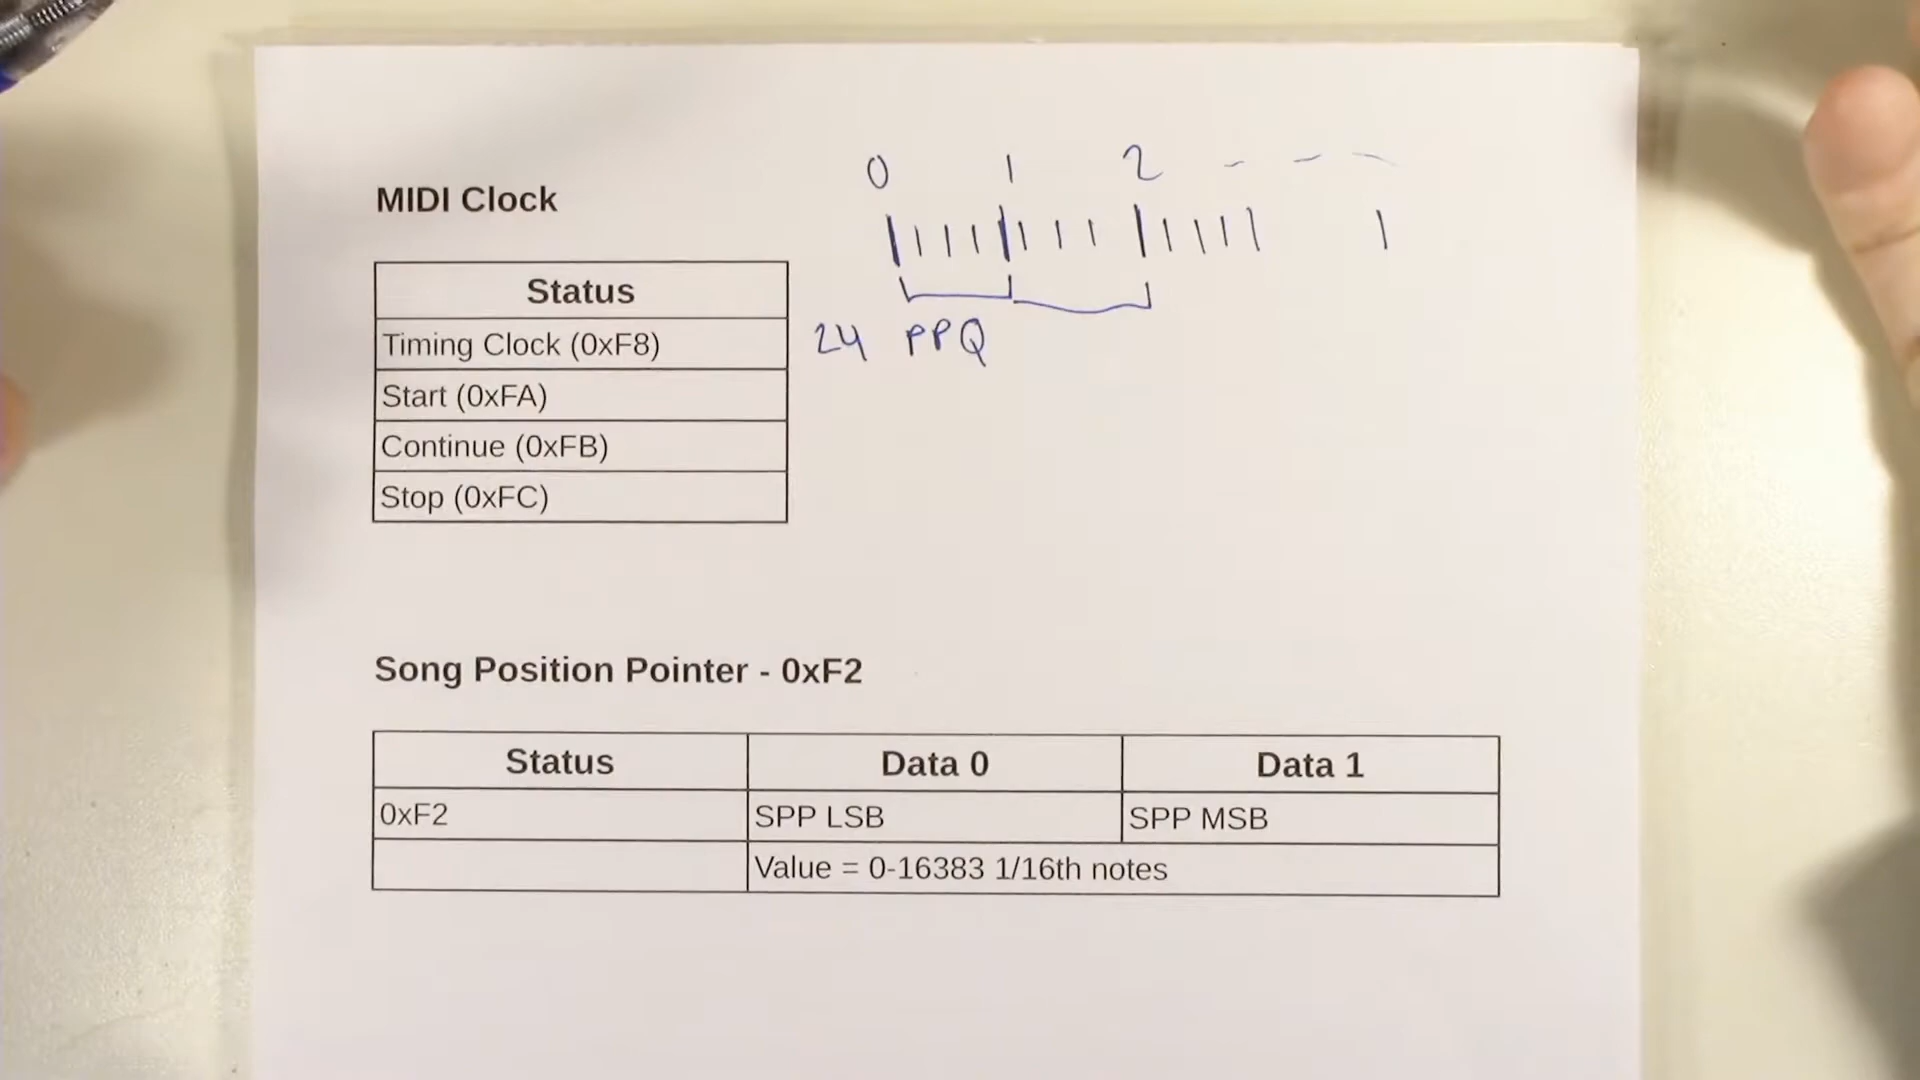 0 1 2 - - -
MIDI Clock
Status
Timing Clock (0xF8)
24 PPQ
Start (0xFA)
Continue (0xFB)
Stop (0xFC)
Song Position Pointer - 0xF2
Status Data 0 Data 1
0xF2 SPP LSB SPP MSB
Value = 0-16383 1/16th notes